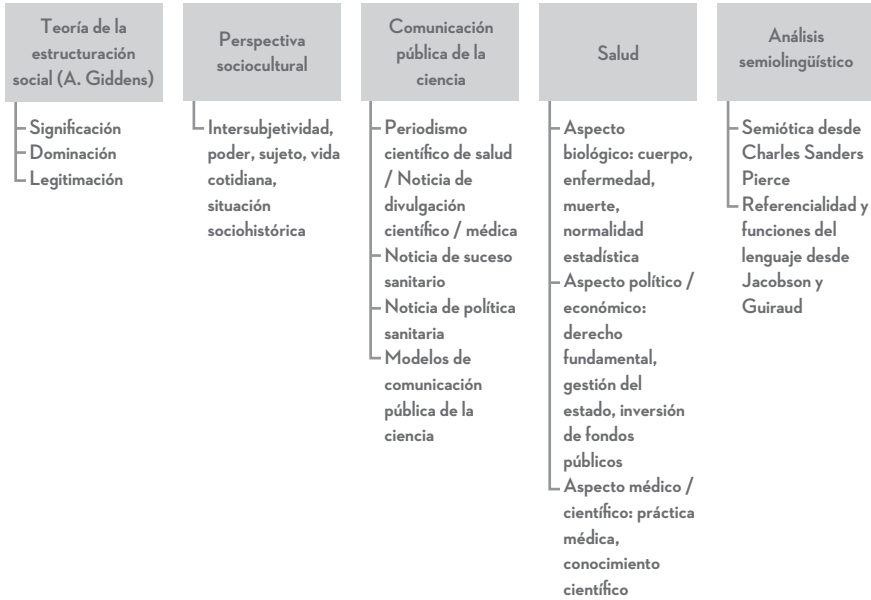 Teoría de la
estructuración
social (A. Giddens)
Significación
Dominación
Legitimación
Perspectiva
sociocultural
Intersubjetividad,
poder, sujeto, vida
cotidiana,
situación
sociohistórica
Comunicación
pública de la
ciencia
Periodismo
científico de salud
/ Noticia de
divulgación
científico / médica
Noticia de suceso
sanitario
Noticia de política
sanitaria
Modelos de
comunicación
pública de la
ciencia
Salud
Aspecto
biológico: cuerpo,
enfermedad,
muerte,
normalidad
estadística
Aspecto político /
económico:
derecho
fundamental,
gestión del
estado, inversión
de fondos
públicos
Aspecto médico /
científico: práctica
médica,
conocimiento
científico
Análisis
semiolingüístico
Semiótica desde
Charles Sanders
Pierce
Referencialidad y
funciones del
lenguaje desde
Jacobson y
Guiraud